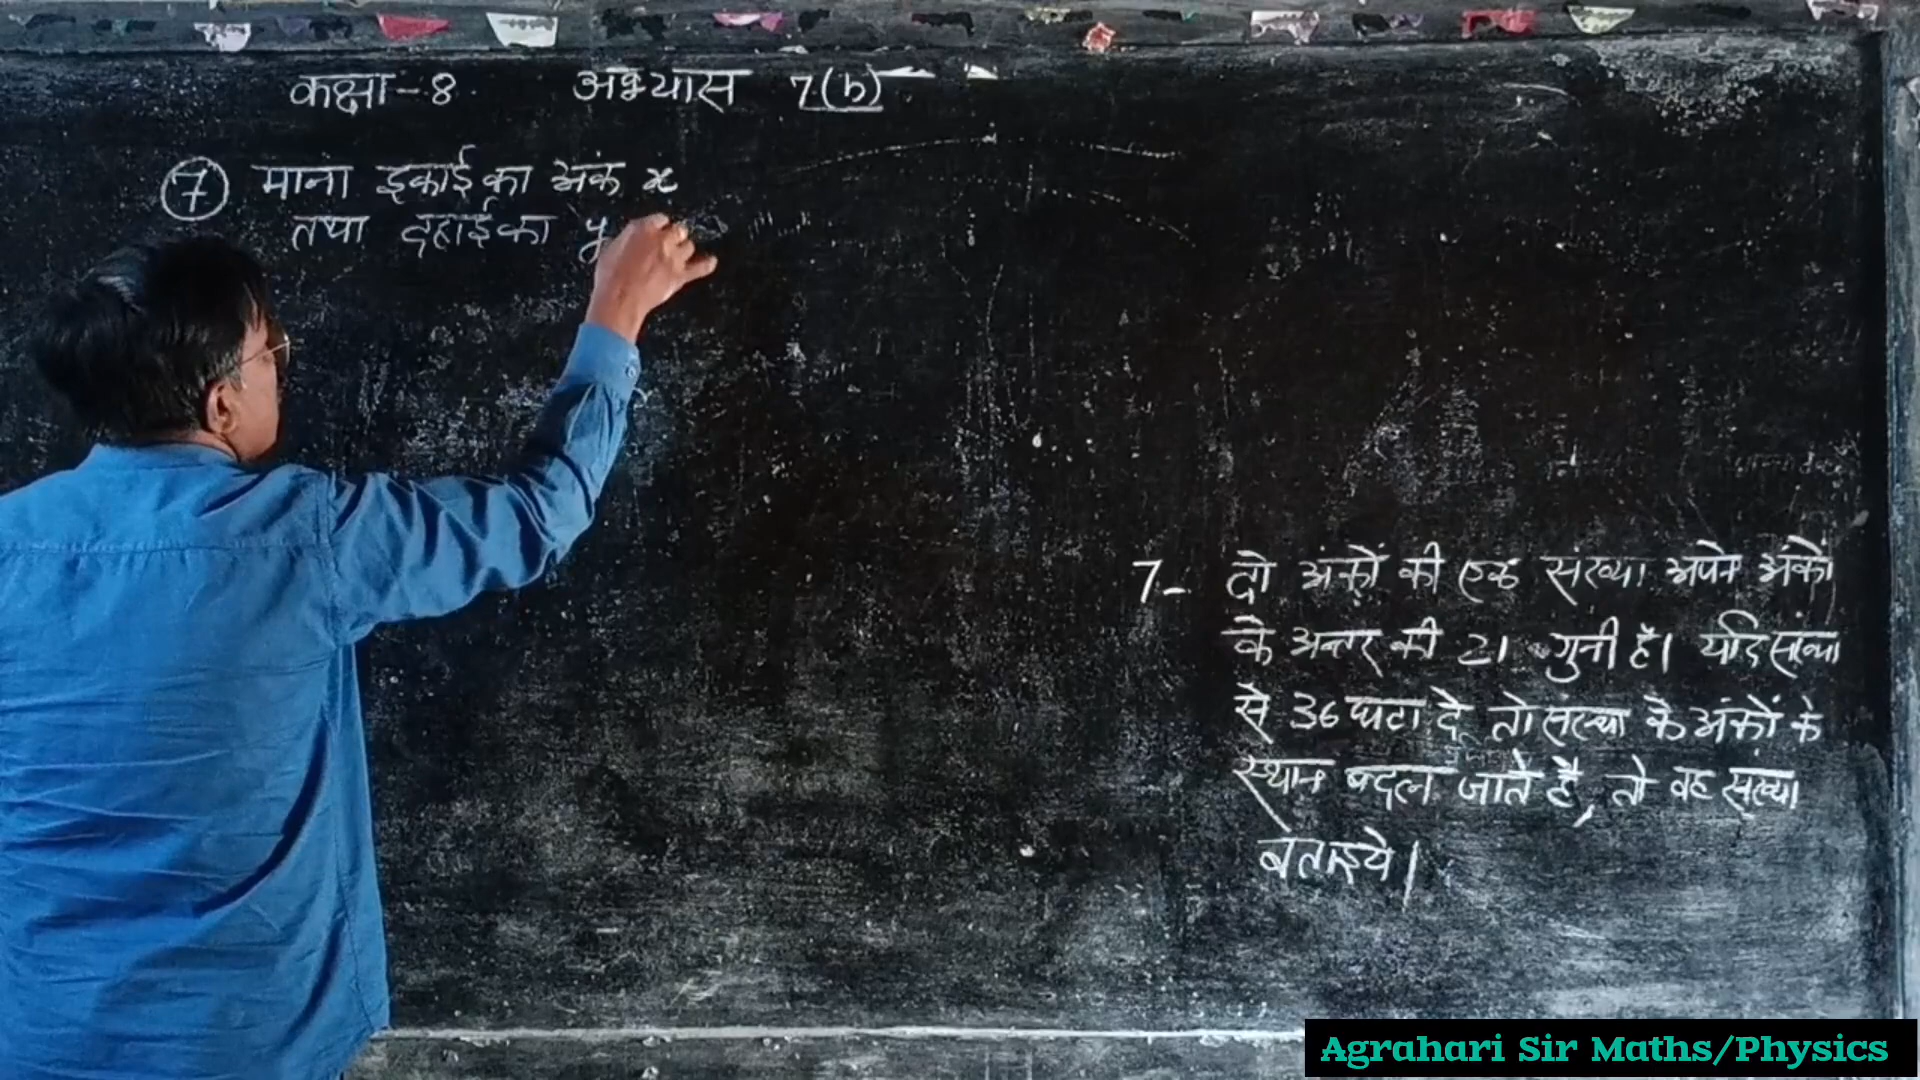 कक्षा-8 अभ्यास 7(b)
7 माना इकाई का अंक x
तथा दहाई का y
7- दो अंकों की एक संख्या अपने अंकों
के अन्तर की 21 गुनी है। यदि संख्या
से 36 घटा दे तो संख्या के अंकों के
स्थान बदल जाते है, तो वह संख्या
बताइये।
Agrahari Sir Maths/Physics